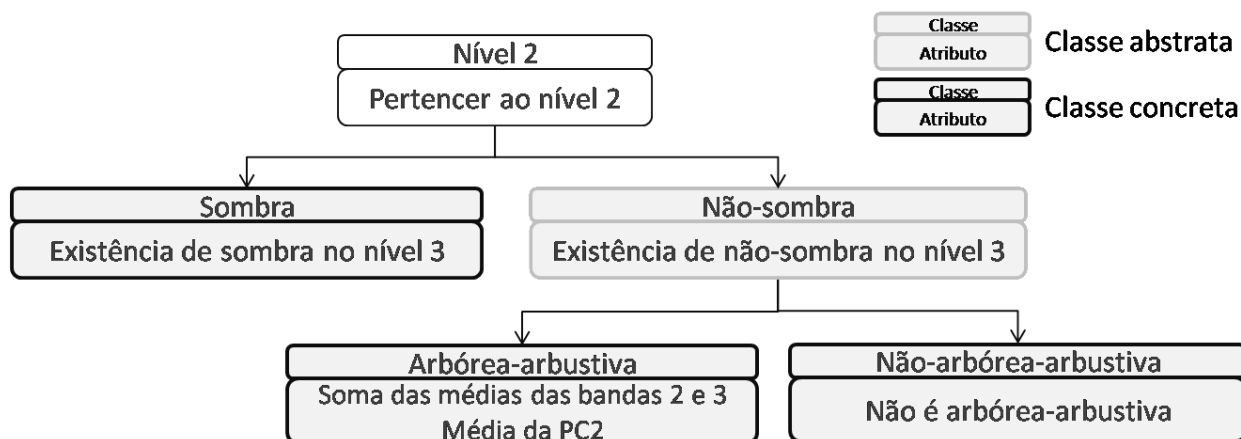 Nível 2
Pertencer ao nível 2
Classe
Atributo
Classe abstrata
Classe
Atributo
Classe concreta
Sombra
Existência de sombra no nível 3
Não-sombra
Existência de não-sombra no nível 3
Arbórea-arbustiva
Soma das médias das bandas 2 e 3
Média da PC2
Não-arbórea-arbustiva
Não é arbórea-arbustiva